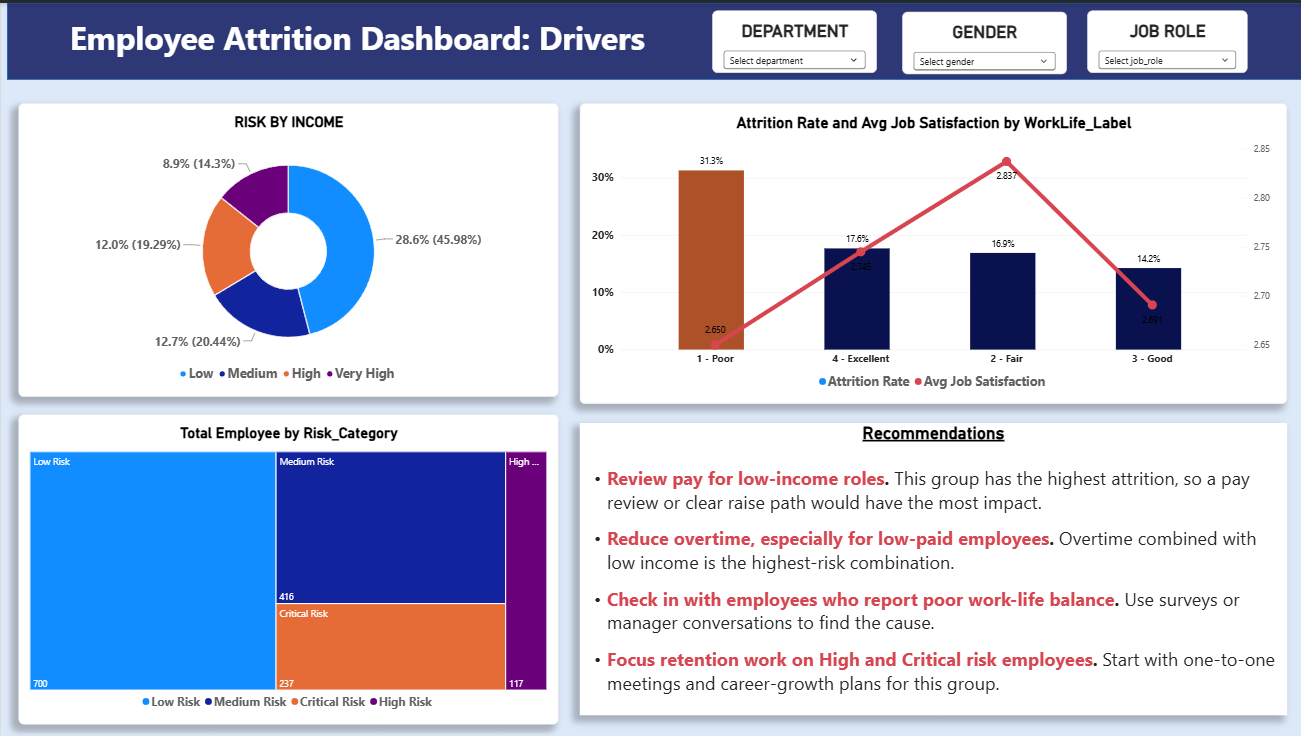 Employee Attrition Dashboard: Drivers
DEPARTMENT
Select department
GENDER
Select gender
JOB ROLE
Select job_role
RISK BY INCOME
8.9% (14.3%)
12.0% (19.29%)
28.6% (45.98%)
12.7% (20.44%)
Low Medium High Very High
Attrition Rate and Avg Job Satisfaction by WorkLife_Label
30%
20%
10%
0%
31.3%
17.6%
16.9%
14.2%
2.650
2.745
2.837
2.691
2.85
2.80
2.75
2.70
2.65
1 - Poor
4 - Excellent
2 - Fair
3 - Good
Attrition Rate Avg Job Satisfaction
Total Employee by Risk_Category
Low Risk
700
Medium Risk
416
Critical Risk
237
High ...
117
Low Risk Medium Risk Critical Risk High Risk
Recommendations
• Review pay for low-income roles. This group has the highest attrition, so a pay
review or clear raise path would have the most impact.
• Reduce overtime, especially for low-paid employees. Overtime combined with
low income is the highest-risk combination.
• Check in with employees who report poor work-life balance. Use surveys or
manager conversations to find the cause.
• Focus retention work on High and Critical risk employees. Start with one-to-one
meetings and career-growth plans for this group.